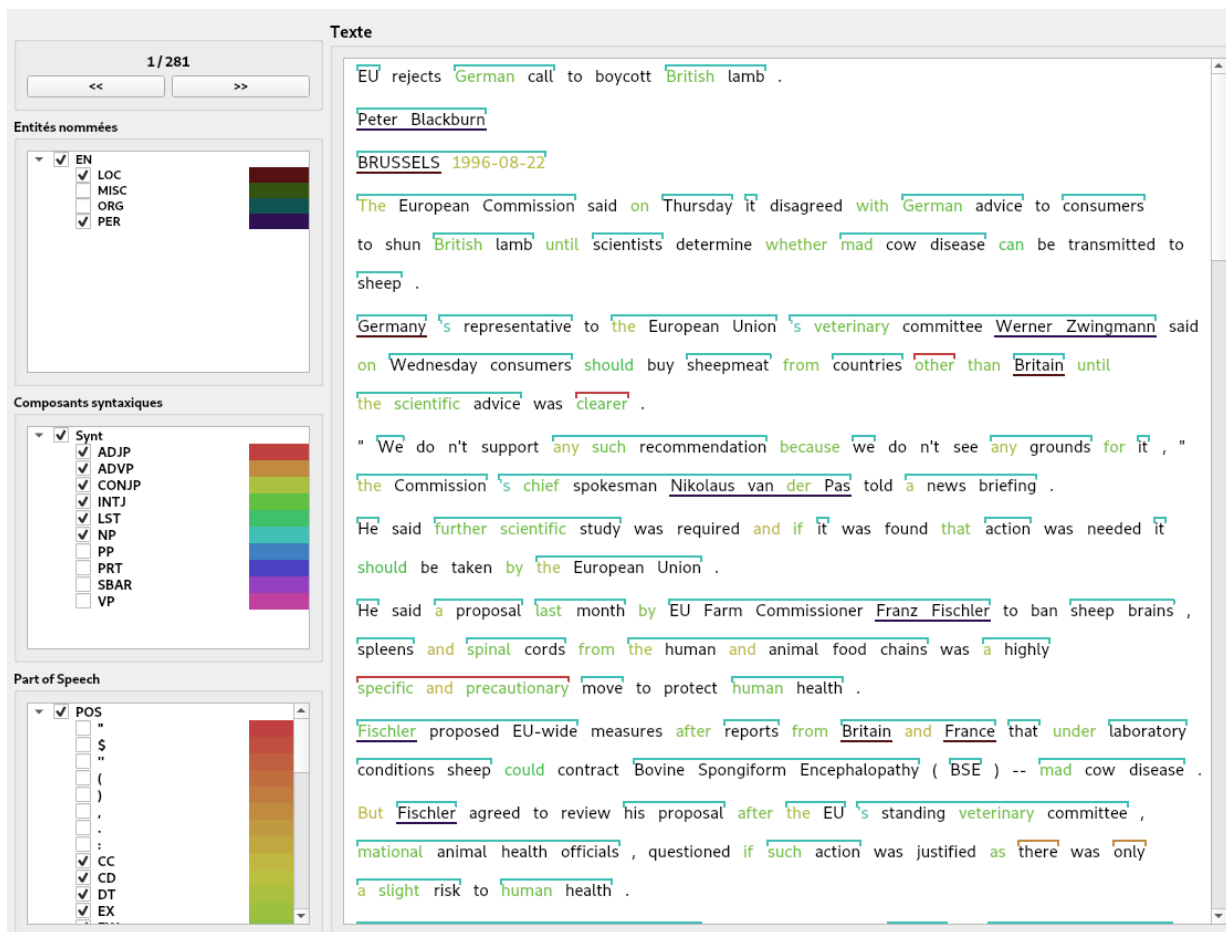 Texte
1/281
<<
>>
Entités nommées
EN
LOC
MISC
ORG
PER
Composants syntaxiques
Synt
ADJP
ADVP
CONJP
INTJ
LST
NP
PP
PRT
SBAR
VP
Part of Speech
POS
"
$
''
(
)
,
.
:
CC
CD
DT
EX
EU rejects German call to boycott British lamb .
Peter Blackburn
BRUSSELS 1996-08-22
The European Commission said on Thursday it disagreed with German advice to consumers
to shun British lamb until scientists determine whether mad cow disease can be transmitted to
sheep .
Germany 's representative to the European Union 's veterinary committee Werner Zwingmann said
on Wednesday consumers should buy sheepmeat from countries other than Britain until
the scientific advice was clearer .
" We do n't support any such recommendation because we do n't see any grounds for it , "
the Commission 's chief spokesman Nikolaus van der Pas told a news briefing .
He said further scientific study was required and if it was found that action was needed it
should be taken by the European Union .
He said a proposal last month by EU Farm Commissioner Franz Fischler to ban sheep brains ,
spleens and spinal cords from the human and animal food chains was a highly
specific and precautionary move to protect human health .
Fischler proposed EU-wide measures after reports from Britain and France that under laboratory
conditions sheep could contract Bovine Spongiform Encephalopathy ( BSE ) -- mad cow disease .
But Fischler agreed to review his proposal after the EU 's standing veterinary committee ,
mational animal health officials , questioned if such action was justified as there was only
a slight risk to human health .